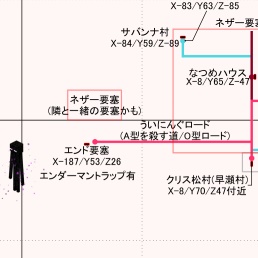 X-83/Y63/Z-85
ネザー要
サバンナ村
X-84/Y59/Z-89
なつめハウス
X-8/Y65/Z-47
ネザー要塞
(隣と一緒の要塞かも)
ういにんぐロード
(A型を殺す道/O型ロード)
エンド要塞
X-187/Y53/Z26
エンダーマントラップ有
クリス松村(早瀬村)
X-8/Y70/Z47付近